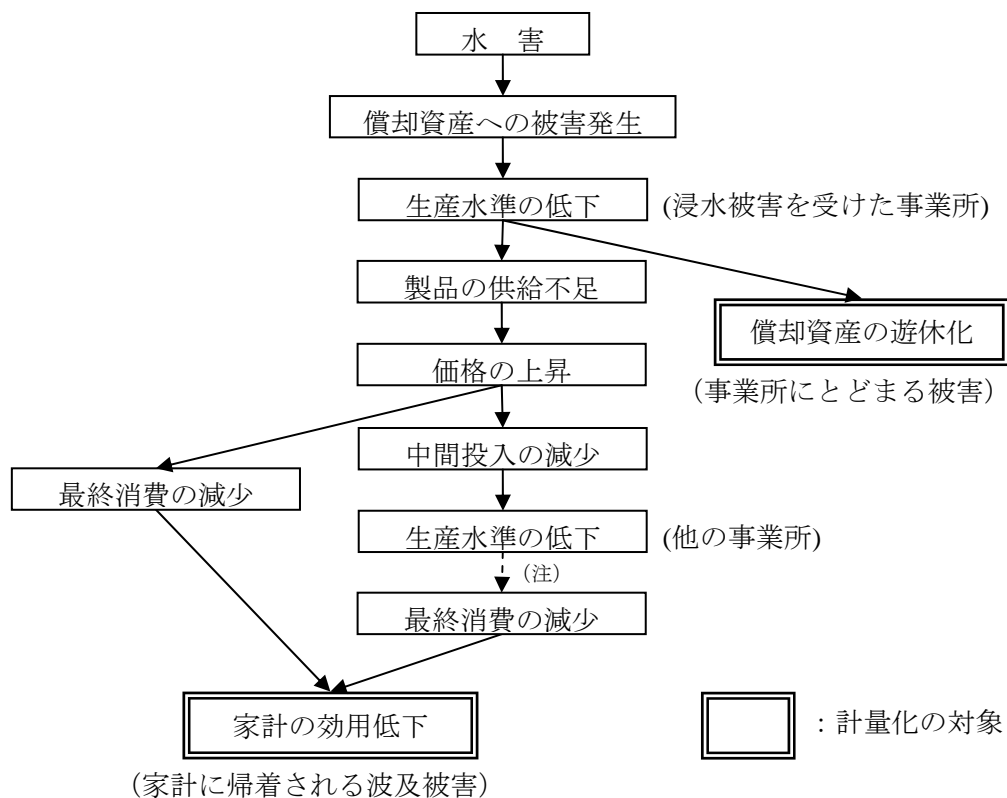 水 害
償却資産への被害発生
生産水準の低下 (浸水被害を受けた事業所)
製品の供給不足
償却資産の遊休化
価格の上昇
(事業所にとどまる被害)
中間投入の減少
最終消費の減少
生産水準の低下 (他の事業所)
(注)
最終消費の減少
家計の効用低下
：計量化の対象
(家計に帰着される波及被害)